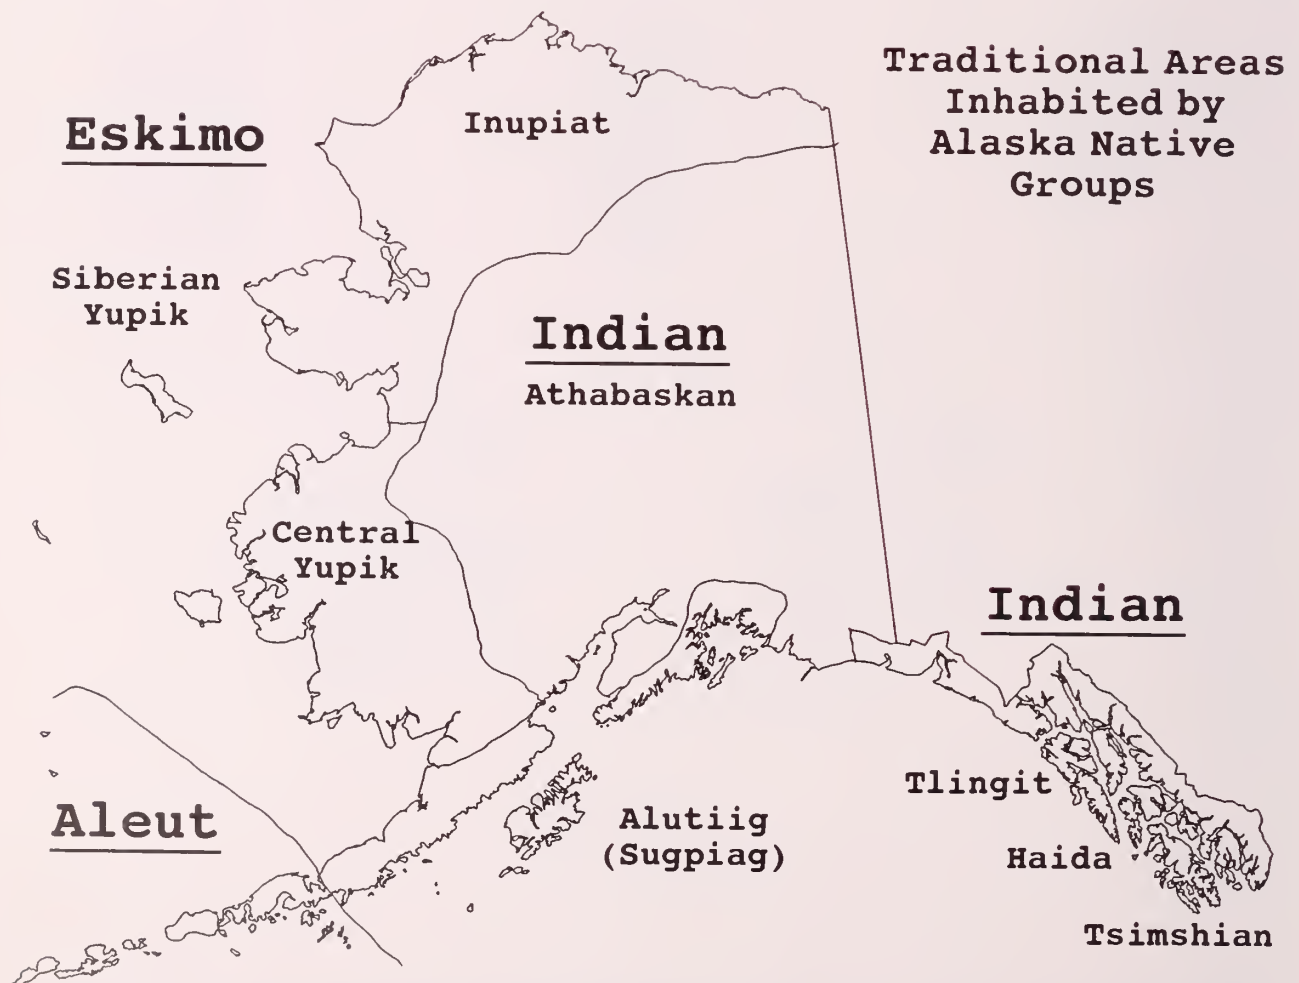 Traditional Areas
Inhabited by
Alaska Native
Groups
Eskimo
Inupiat
Siberian
Yupik
Indian
Athabaskan
Central
Yupik
Indian
Aleut
Tlingit
Alutiig
(Sugpiag)
Haida
Tsimshian